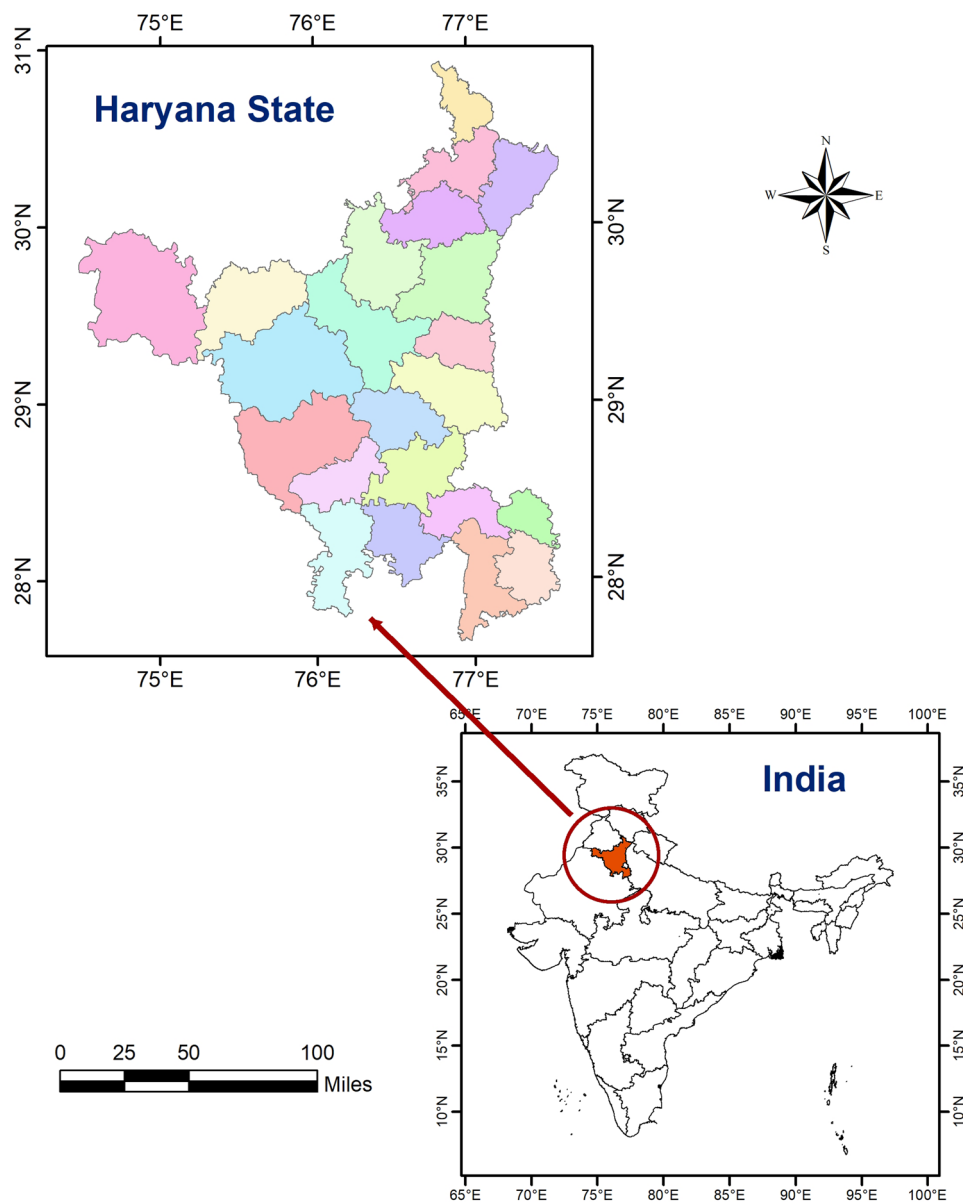 75°E 76°E 77°E
31°N
Haryana State
N
W E
S
30°N 30°N
29°N 29°N
28°N 28°N
75°E 76°E 77°E
65°E 70°E 75°E 80°E 85°E 90°E 95°E 100°E
India
35°N 35°N
30°N 30°N
25°N 25°N
20°N 20°N
15°N 15°N
10°N 10°N
0 25 50 100
Miles
65°E 70°E 75°E 80°E 85°E 90°E 95°E 100°E